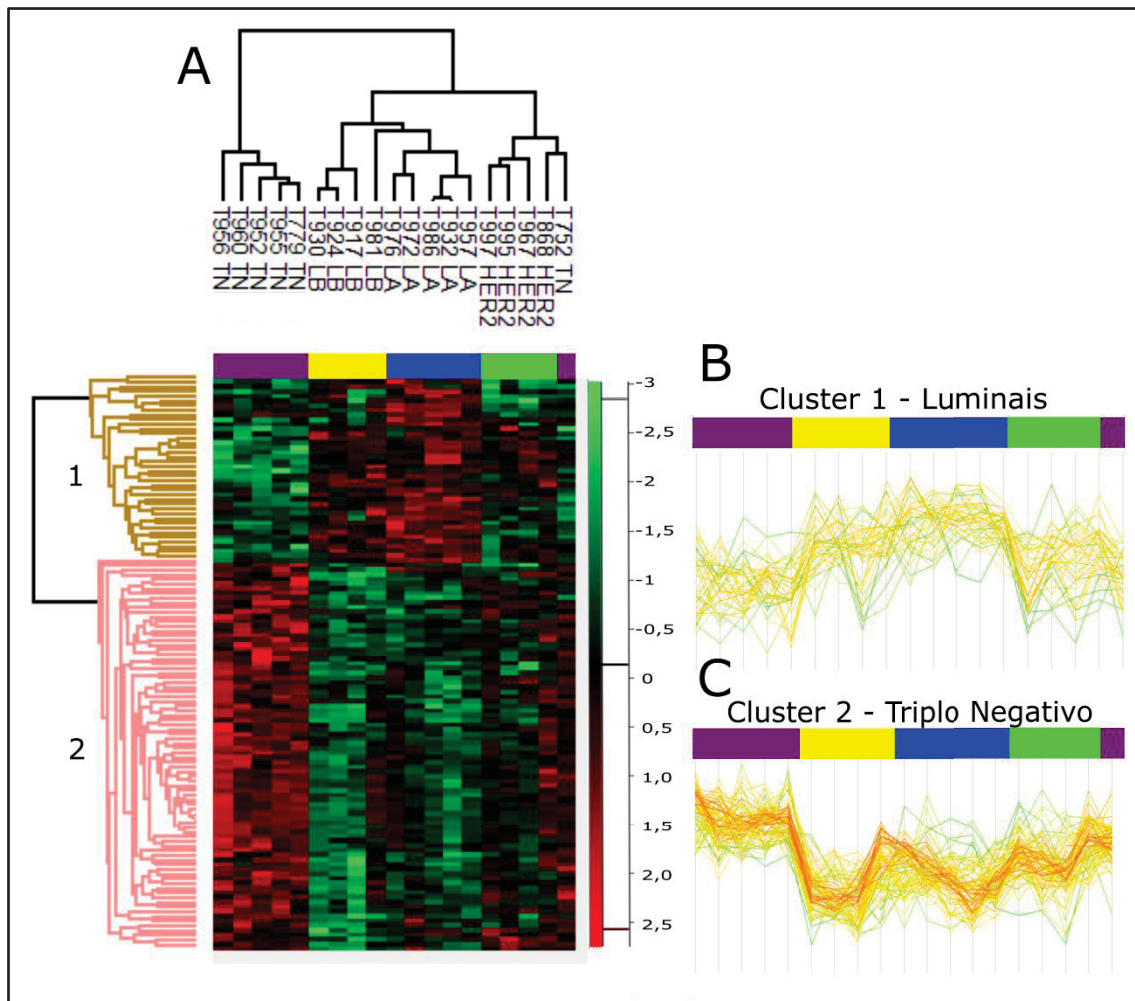 A
T956 TN
T960 TN
T952 TN
T955 TN
T779 TN
T930 LB
T924 LB
T917 LB
T981 LB
T976 LA
T972 LA
T986 LA
T932 LA
T957 LA
T997 HER2
T995 HER2
T967 HER2
T868 HER2
T752 TN
1
2
-3
-2,5
-2
-1,5
-1
-0,5
0
0,5
1,0
1,5
2,0
2,5
B
Cluster 1 - Luminais
C
Cluster 2 - Triplo Negativo